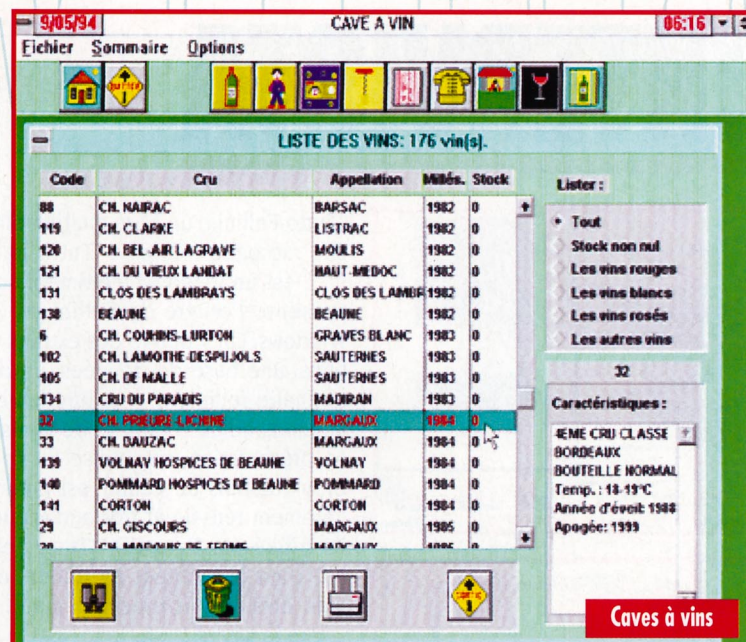 9/05/94 CAVE A VIN 06:16
Fichier Sommaire Options
LISTE DES VINS: 176 vin(s).
Code Cru Appellation Millés. Stock
88 CH. NAIRAC BARSAC 1982 0
119 CH. CLARKE LISTRAC 1982 0
120 CH. BEL-AIR LAGRAVE MOULIS 1982 0
121 CH. DU VIEUX LANDAT HAUT-MEDOC 1982 0
131 CLOS DES LAMBRAYS CLOS DES LAMBR 1982 0
138 BEAUNE BEAUNE 1982 0
6 CH. COUHINS-LURTON GRAVES BLANC 1983 0
102 CH. LAMOTHE-DESPUJOLS SAUTERNES 1983 0
105 CH. DE MALLE SAUTERNES 1983 0
134 CRU DU PARADIS MADIRAN 1983 0
32 CH. PRIEURE-LICHINE MARGAUX 1984 0
33 CH. DAUZAC MARGAUX 1984 0
139 VOLNAY HOSPICES DE BEAUNE VOLNAY 1984 0
140 POMMARD HOSPICES DE BEAUNE POMMARD 1984 0
141 CORTON CORTON 1984 0
29 CH. GISCOURS MARGAUX 1985 0
CH. MARQUIS DE TERME MARGAUX 1985 0
Lister :
Tout
Stock non nul
Les vins rouges
Les vins blancs
Les vins rosés
Les autres vins
32
Caractéristiques :
4EME CRU CLASSE
BORDEAUX
BOUTEILLE NORMAL
Temp. : 18-19°C
Année d'éveil: 1988
Apogée: 1999
Caves à vins